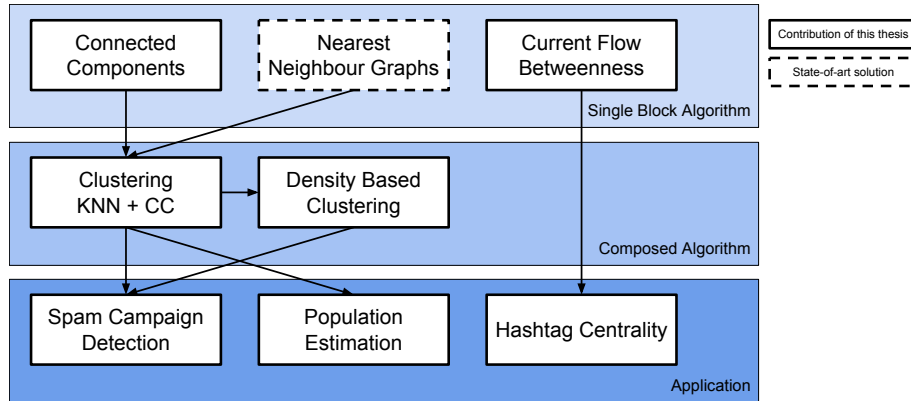 Connected
Components
Nearest
Neighbour Graphs
Current Flow
Betweenness
Single Block Algorithm
Contribution of this thesis
State-of-art solution
Clustering
KNN + CC
Density Based
Clustering
Composed Algorithm
Spam Campaign
Detection
Population
Estimation
Hashtag Centrality
Application